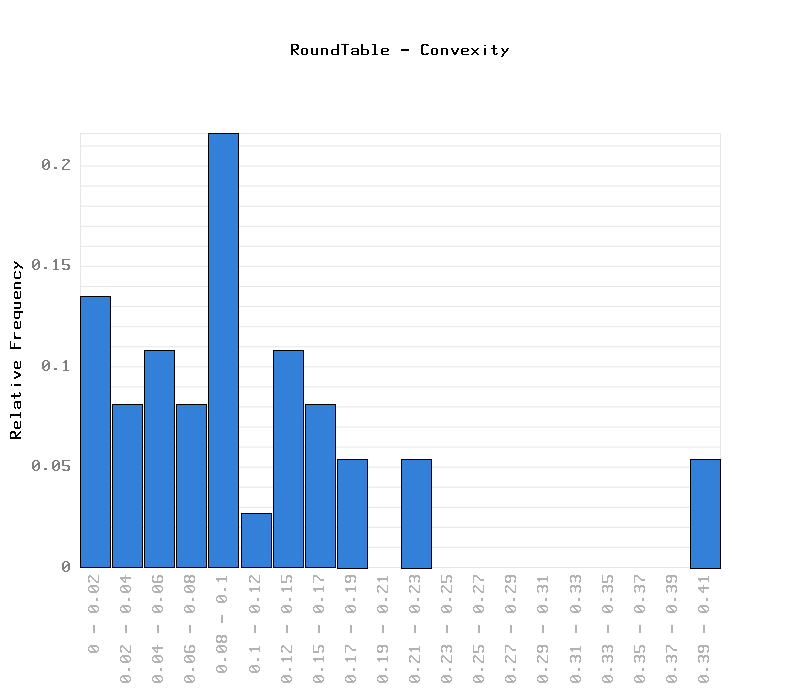 RoundTable - Convexity
Relative Frequency
0.2
0.15
0.1
0.05
0
0 - 0.02
0.02 - 0.04
0.04 - 0.06
0.06 - 0.08
0.08 - 0.1
0.1 - 0.12
0.12 - 0.15
0.15 - 0.17
0.17 - 0.19
0.19 - 0.21
0.21 - 0.23
0.23 - 0.25
0.25 - 0.27
0.27 - 0.29
0.29 - 0.31
0.31 - 0.33
0.33 - 0.35
0.35 - 0.37
0.37 - 0.39
0.39 - 0.41